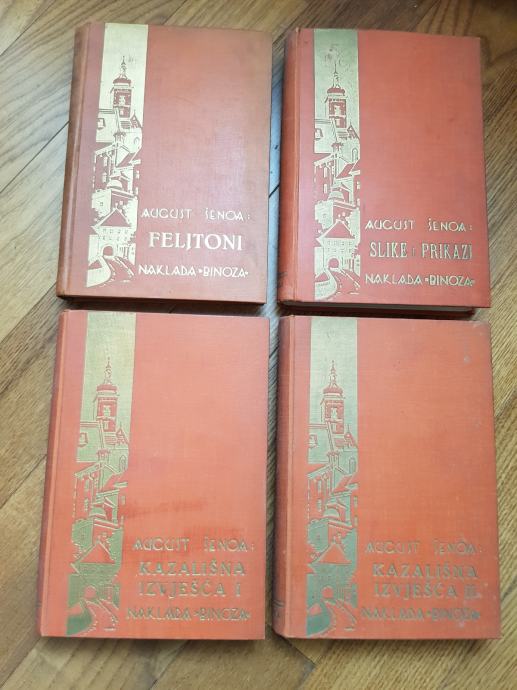 AUGUST ŠENOA:
FELJTONI
NAKLADA •BINOZA•
AUGUST ŠENOA:
SLIKE I PRIKAZI
NAKLADA •BINOZA•
AUGUST ŠENOA:
KAZALIŠNA
IZVJEŠĆA I
NAKLADA •BINOZA•
AUGUST ŠENOA:
KAZALIŠNA
IZVJEŠĆA II
NAKLADA •BINOZA•